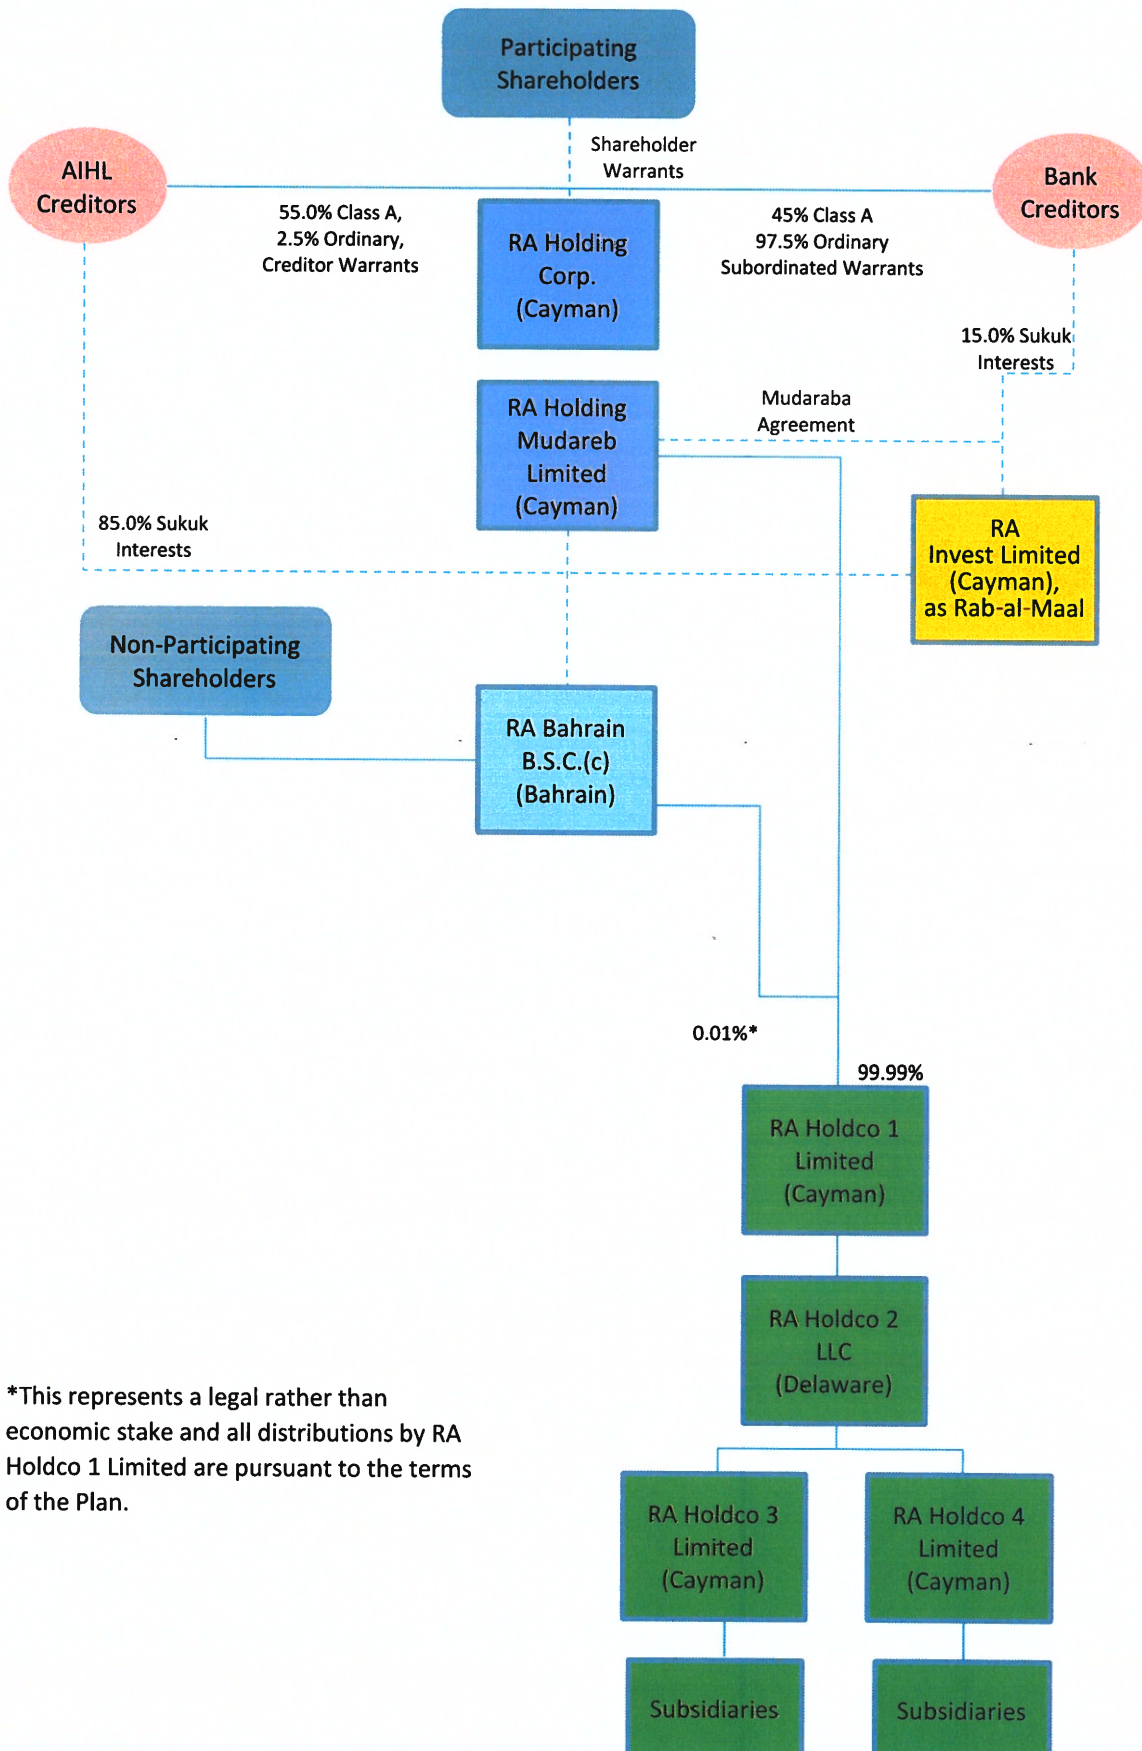 Participating
Shareholders
Shareholder
Warrants
AIHL
Creditors
Bank
Creditors
55.0% Class A,
2.5% Ordinary,
Creditor Warrants
RA Holding
Corp.
(Cayman)
45% Class A
97.5% Ordinary
Subordinated Warrants
15.0% Sukuk
Interests
RA Holding
Mudareb
Limited
(Cayman)
Mudaraba
Agreement
85.0% Sukuk
Interests
RA
Invest Limited
(Cayman),
as Rab-al-Maal
Non-Participating
Shareholders
RA Bahrain
B.S.C.(c)
(Bahrain)
0.01%*
99.99%
RA Holdco 1
Limited
(Cayman)
RA Holdco 2
LLC
(Delaware)
*This represents a legal rather than
economic stake and all distributions by RA
Holdco 1 Limited are pursuant to the terms
of the Plan.
RA Holdco 3
Limited
(Cayman)
RA Holdco 4
Limited
(Cayman)
Subsidiaries
Subsidiaries